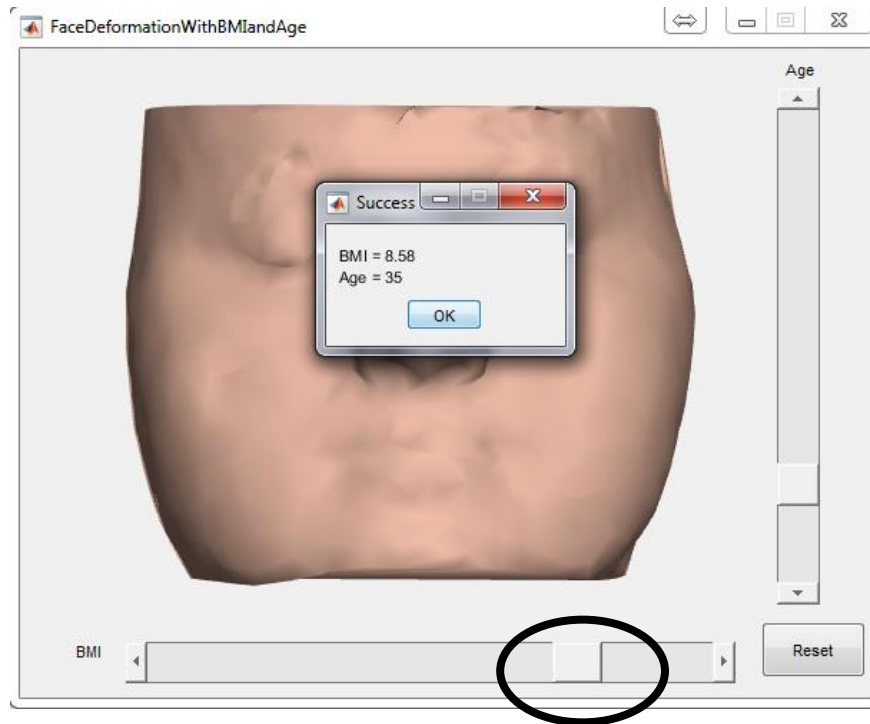 FaceDeformationWithBMIandAge
Age
Success
BMI = 8.58
Age = 35
OK
BMI
Reset